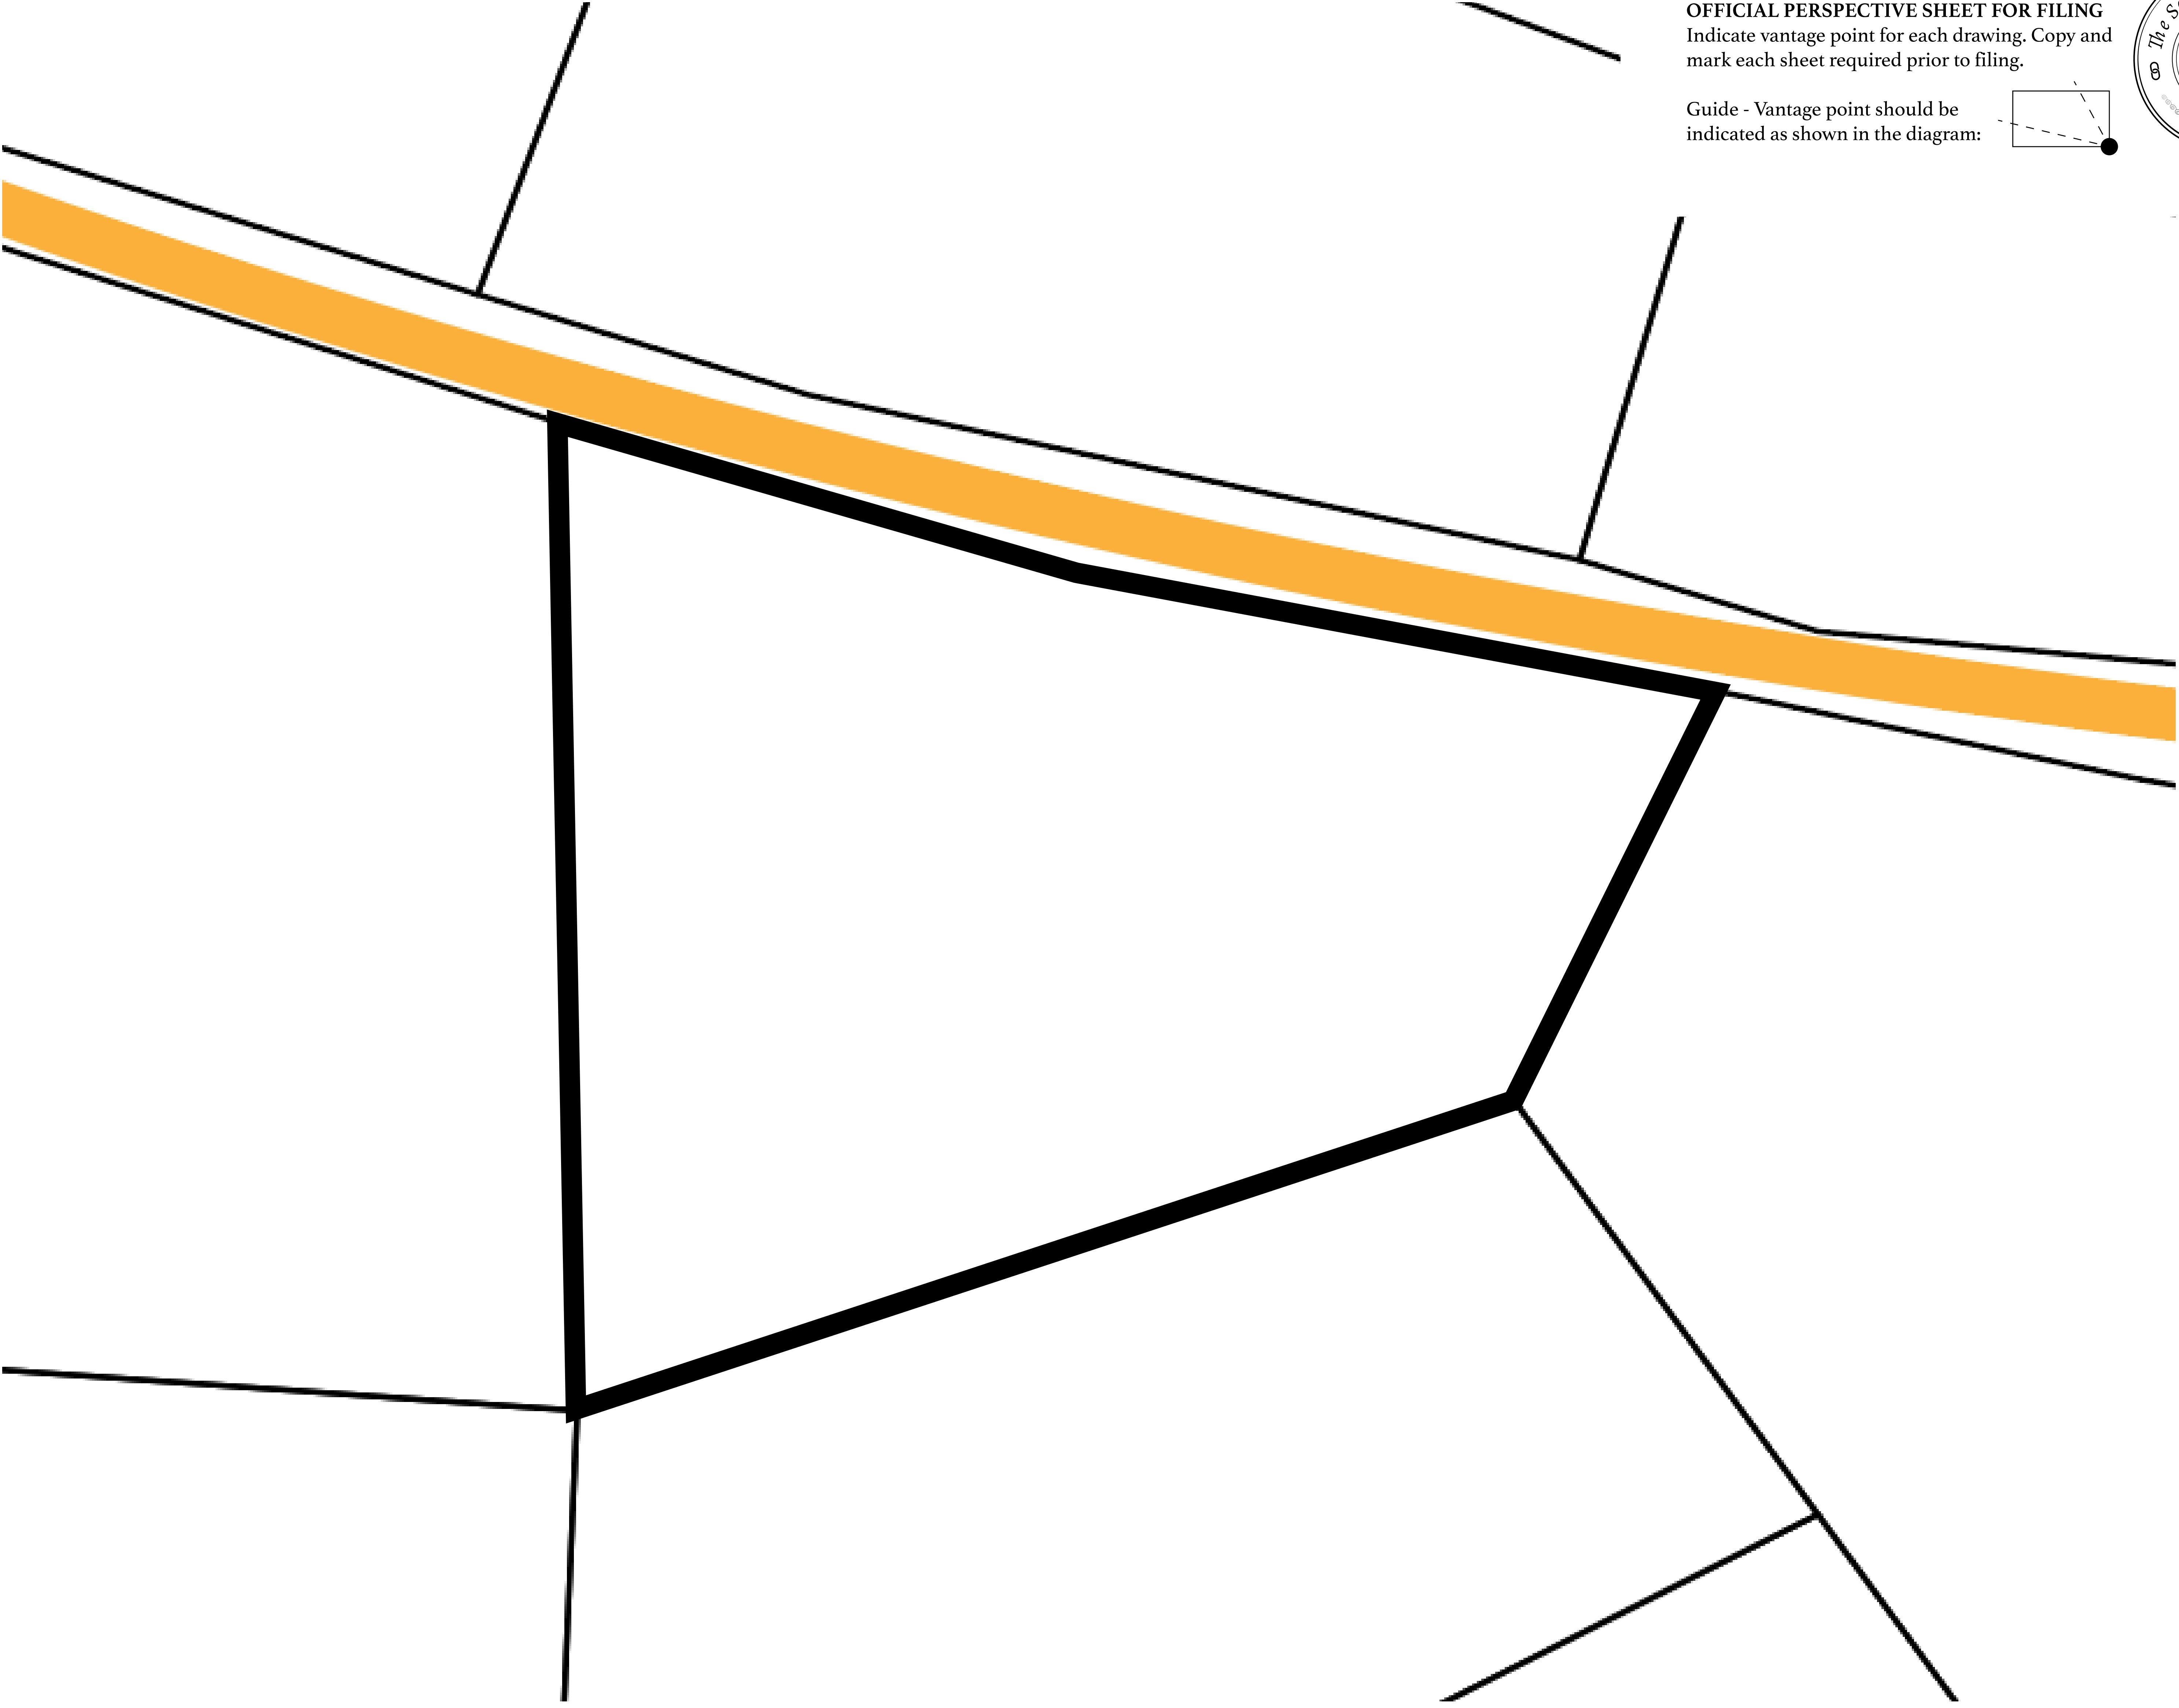 OFFICIAL PERSPECTIVE SHEET FOR FILING
Indicate vantage point for each drawing. Copy and
mark each sheet required prior to filing.
Guide - Vantage point should be
indicated as shown in the diagram:
The